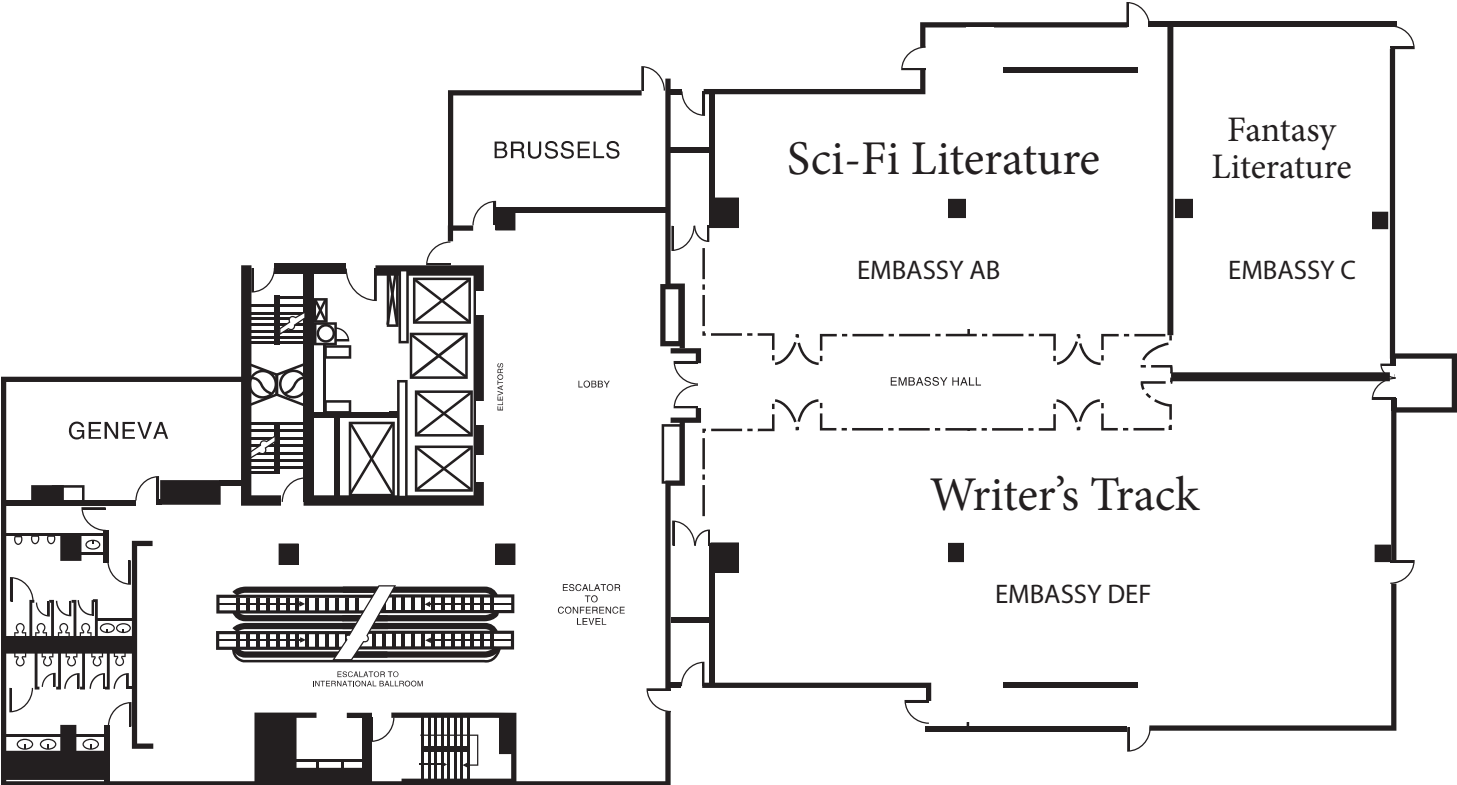 BRUSSELS
Sci-Fi Literature
Fantasy
Literature
EMBASSY AB
EMBASSY C
ELEVATORS
LOBBY
EMBASSY HALL
GENEVA
Writer’s Track
EMBASSY DEF
ESCALATOR
TO
CONFERENCE
LEVEL
ESCALATOR TO
INTERNATIONAL BALLROOM